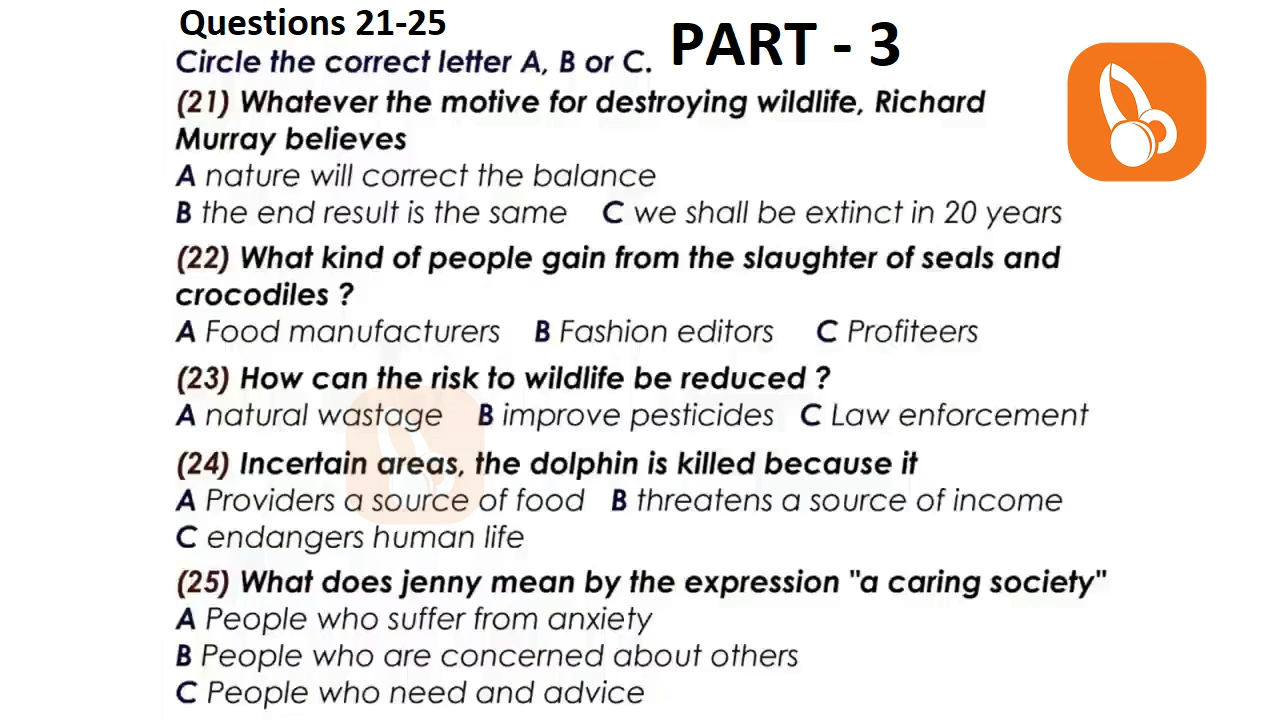 Questions 21-25
PART - 3
Circle the correct letter A, B or C.
(21) Whatever the motive for destroying wildlife, Richard
Murray believes
A nature will correct the balance
B the end result is the same C we shall be extinct in 20 years
(22) What kind of people gain from the slaughter of seals and
crocodiles ?
A Food manufacturers B Fashion editors C Profiteers
(23) How can the risk to wildlife be reduced ?
A natural wastage B improve pesticides C Law enforcement
(24) Incertain areas, the dolphin is killed because it
A Providers a source of food B threatens a source of income
C endangers human life
(25) What does jenny mean by the expression "a caring society"
A People who suffer from anxiety
B People who are concerned about others
C People who need and advice